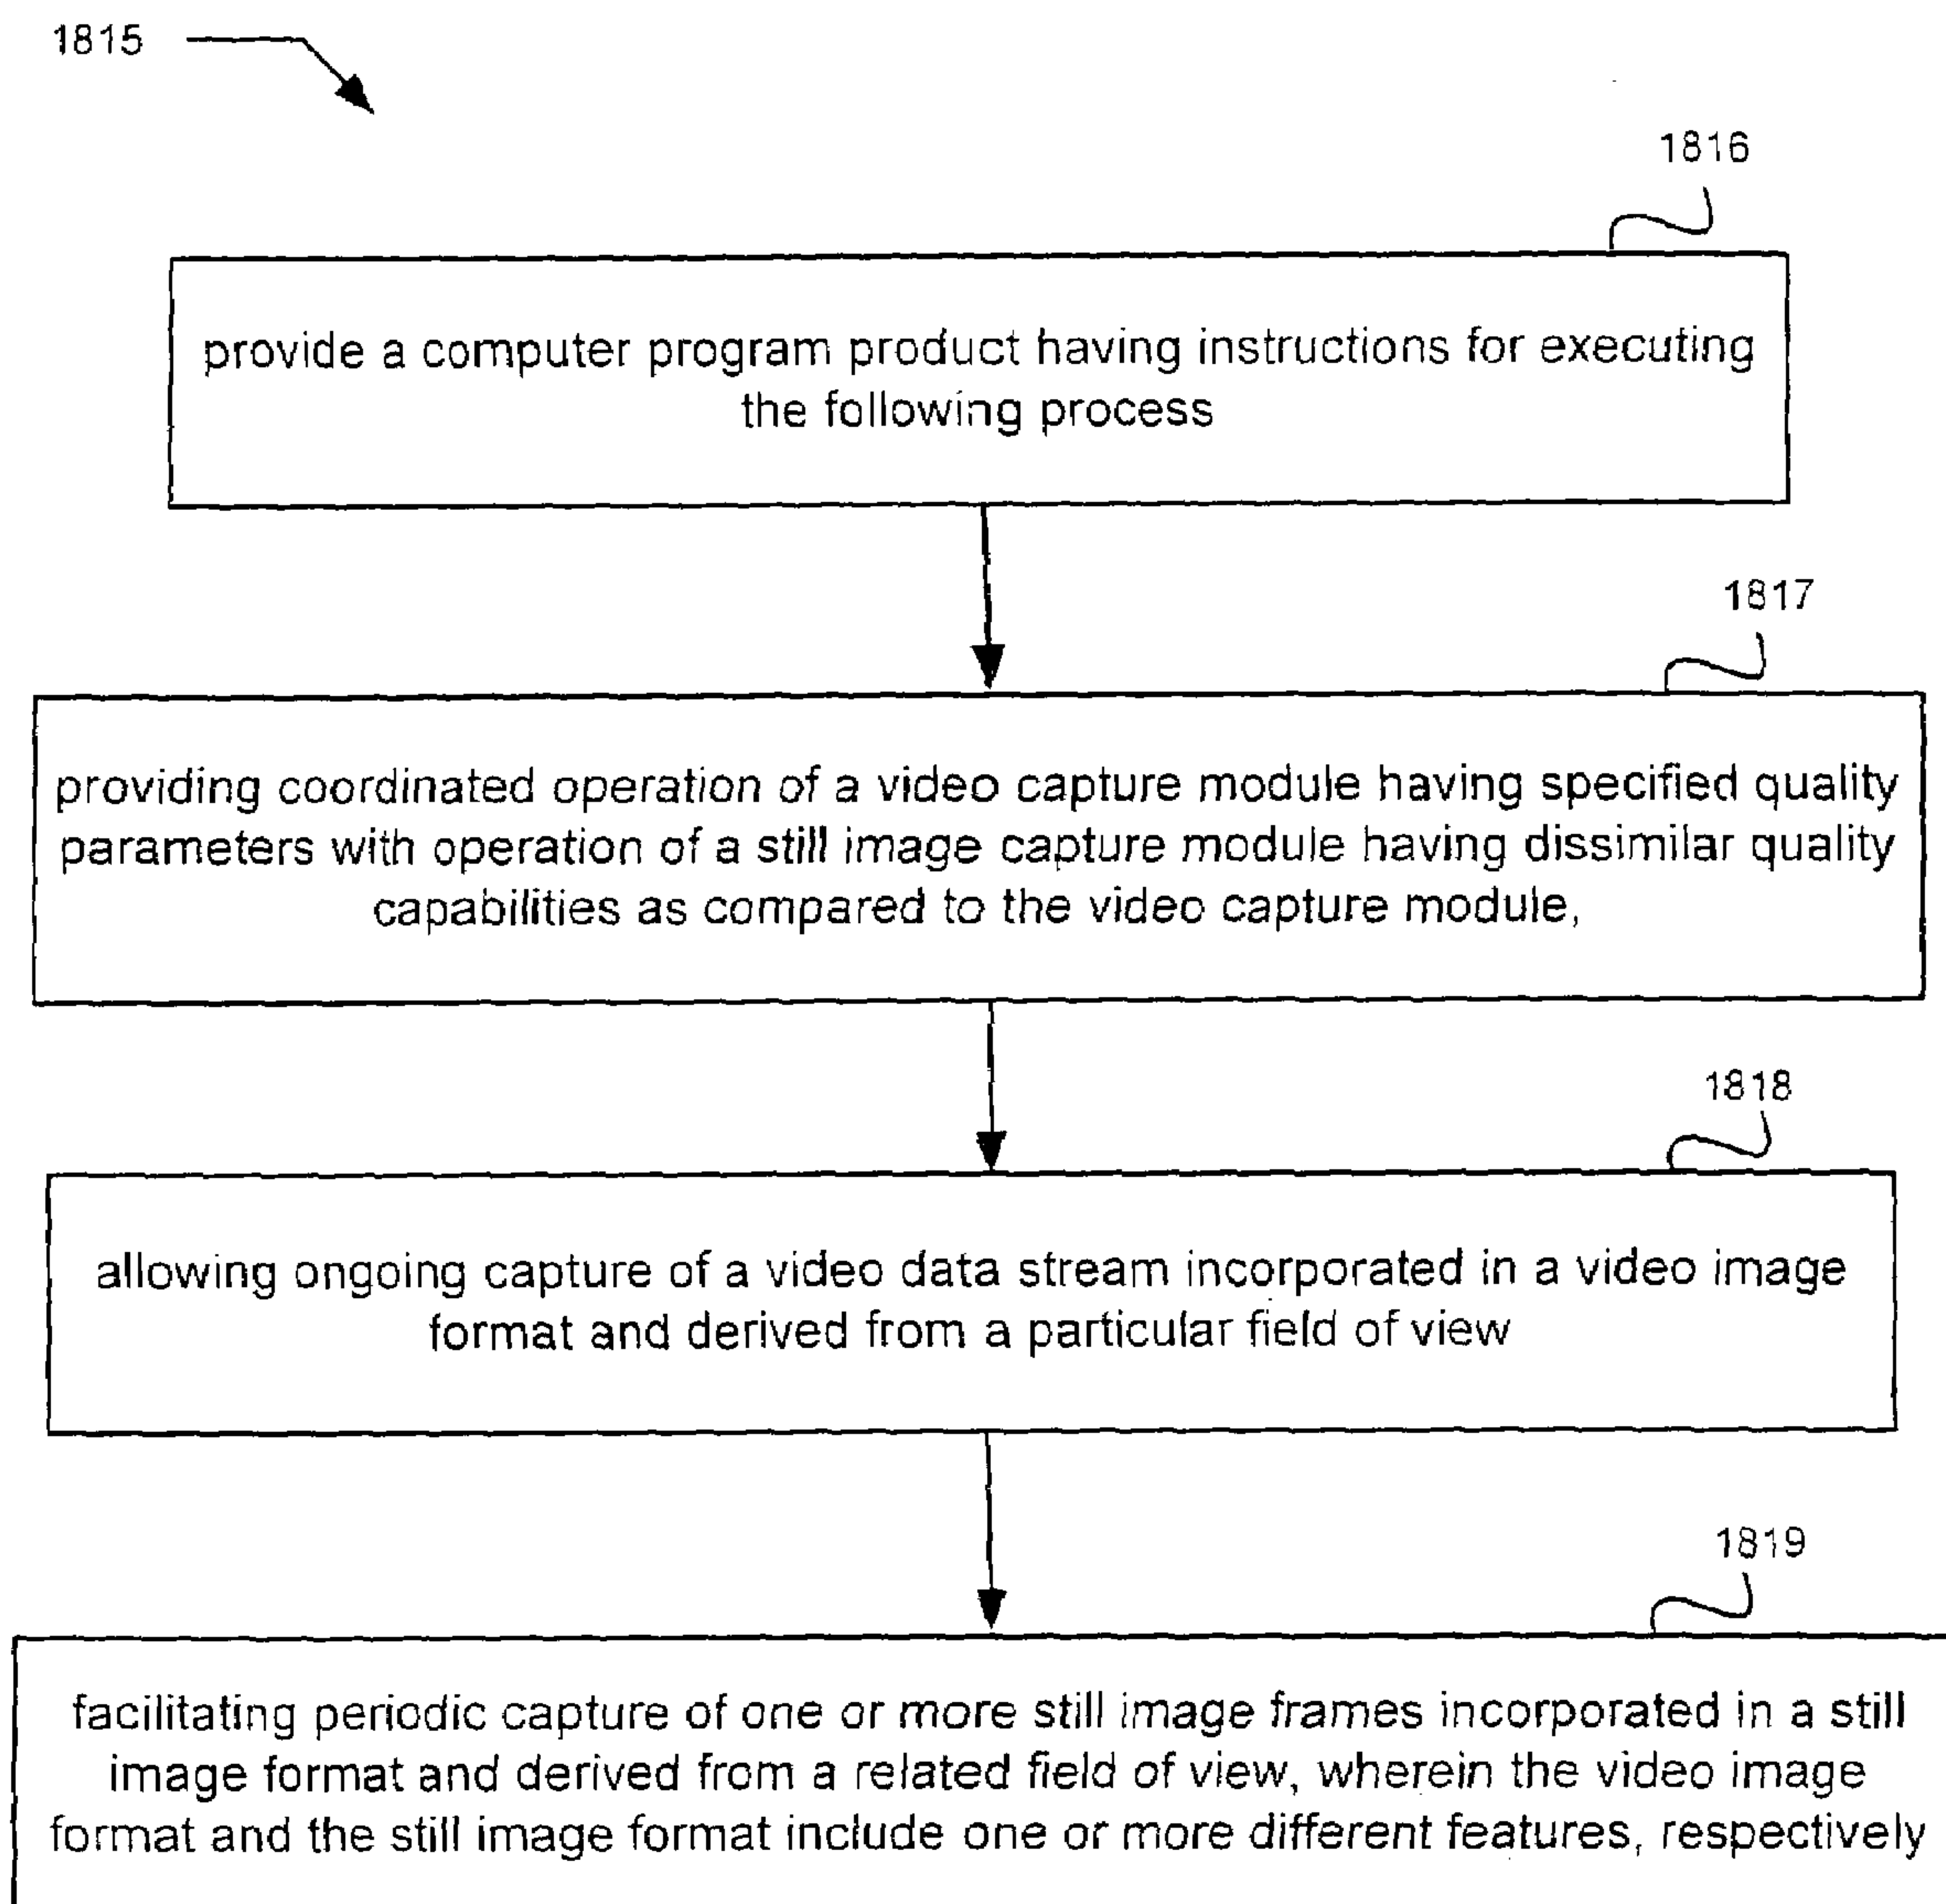 1815
1816
provide a computer program product having instructions for executing
the following process
1817
providing coordinated operation of a video capture module having specified quality
parameters with operation of a still image capture module having dissimilar quality
capabilities as compared to the video capture module,
1818
allowing ongoing capture of a video data stream incorporated in a video image
format and derived from a particular field of view
1819
facilitating periodic capture of one or more still image frames incorporated in a still
image format and derived from a related field of view, wherein the video image
format and the still image format include one or more different features, respectively